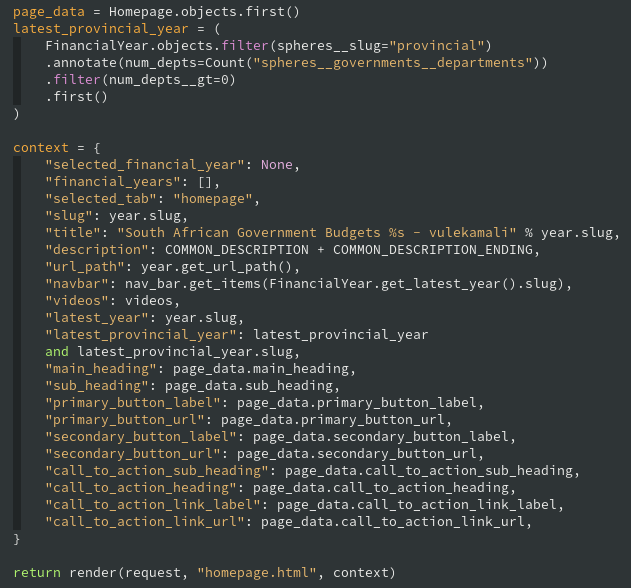 page_data = Homepage.objects.first()
latest_provincial_year = (
    FinancialYear.objects.filter(spheres__slug="provincial")
    .annotate(num_depts=Count("spheres__governments__departments"))
    .filter(num_depts__gt=0)
    .first()
)

context = {
    "selected_financial_year": None,
    "financial_years": [],
    "selected_tab": "homepage",
    "slug": year.slug,
    "title": "South African Government Budgets %s - vulekamali" % year.slug,
    "description": COMMON_DESCRIPTION + COMMON_DESCRIPTION_ENDING,
    "url_path": year.get_url_path(),
    "navbar": nav_bar.get_items(FinancialYear.get_latest_year().slug),
    "videos": videos,
    "latest_year": year.slug,
    "latest_provincial_year": latest_provincial_year
    and latest_provincial_year.slug,
    "main_heading": page_data.main_heading,
    "sub_heading": page_data.sub_heading,
    "primary_button_label": page_data.primary_button_label,
    "primary_button_url": page_data.primary_button_url,
    "secondary_button_label": page_data.secondary_button_label,
    "secondary_button_url": page_data.secondary_button_url,
    "call_to_action_sub_heading": page_data.call_to_action_sub_heading,
    "call_to_action_heading": page_data.call_to_action_heading,
    "call_to_action_link_label": page_data.call_to_action_link_label,
    "call_to_action_link_url": page_data.call_to_action_link_url,
}

return render(request, "homepage.html", context)